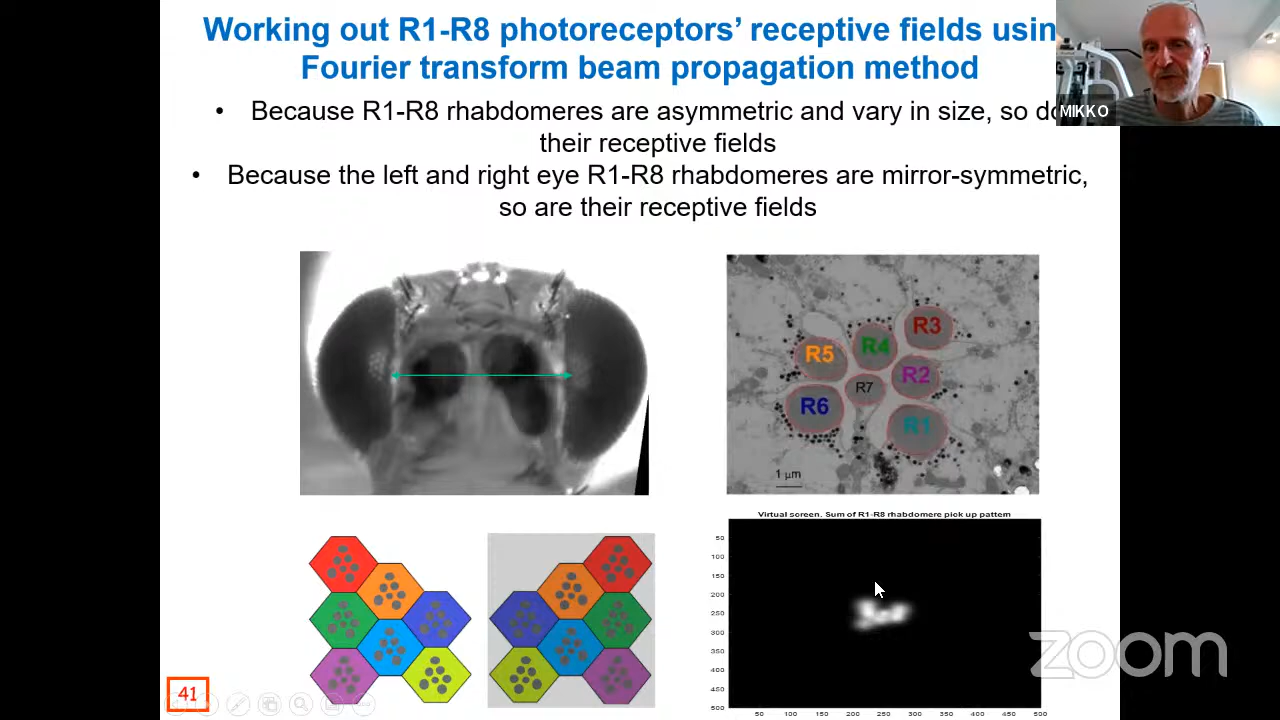 Working out R1-R8 photoreceptors’ receptive fields usin
Fourier transform beam propagation method
• Because R1-R8 rhabdomeres are asymmetric and vary in size, so do
their receptive fields
• Because the left and right eye R1-R8 rhabdomeres are mirror-symmetric,
so are their receptive fields
MIKKO
R3
R4
R5
R2
R7
R6
R1
1 µm
Virtual screen. Sum of R1-R8 rhabdomere pick up pattern
50
100
150
200
250
300
350
400
450
500
50 100 150 200 250 300 350 400 450 500
41
zoom